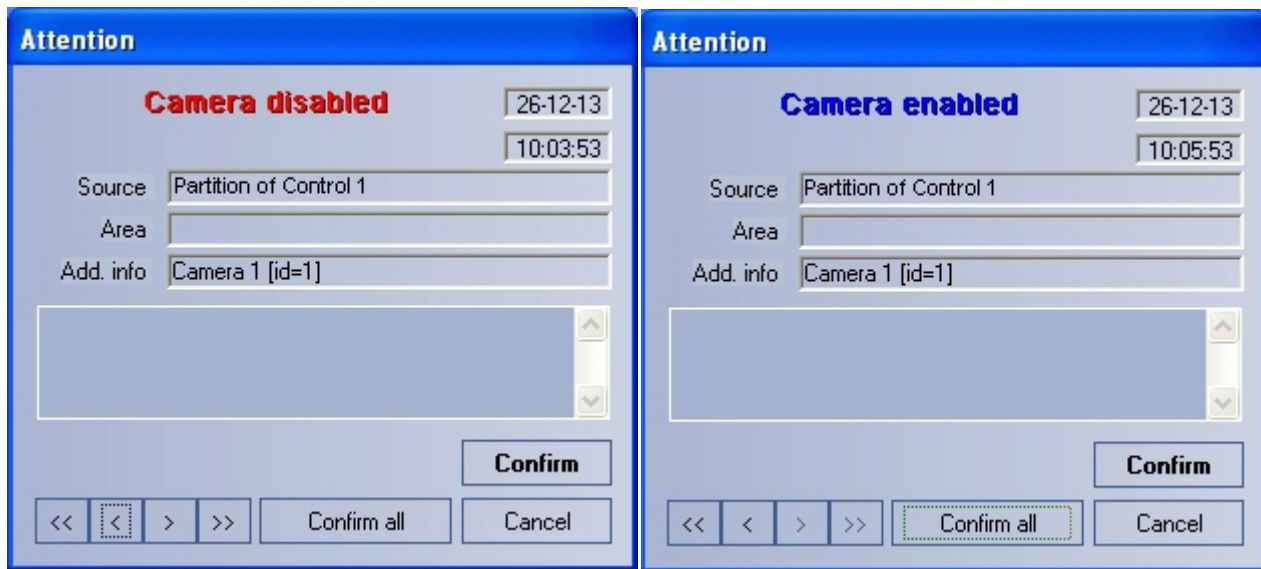 Attention
Camera disabled
26-12-13
10:03:53
Source Partition of Control 1
Area
Add. info Camera 1 [id=1]
Confirm
<< < > >> Confirm all Cancel
Attention
Camera enabled
26-12-13
10:05:53
Source Partition of Control 1
Area
Add. info Camera 1 [id=1]
Confirm
<< < > >> Confirm all Cancel